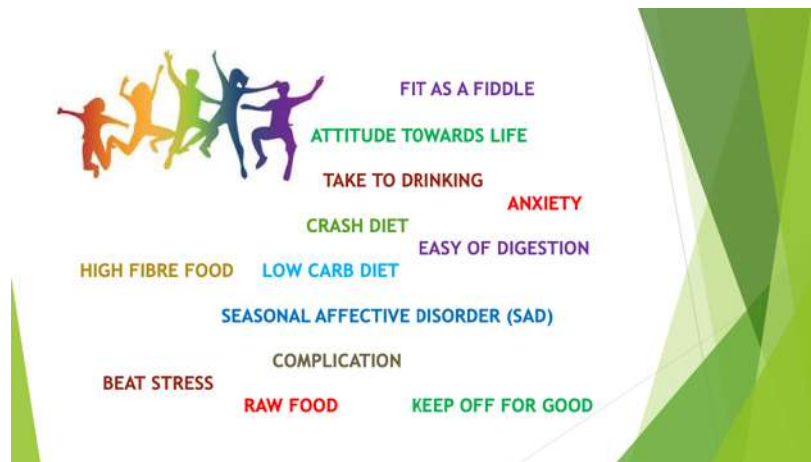 FIT AS A FIDDLE
ATTITUDE TOWARDS LIFE
TAKE TO DRINKING
ANXIETY
CRASH DIET
EASY OF DIGESTION
HIGH FIBRE FOOD
LOW CARB DIET
SEASONAL AFFECTIVE DISORDER (SAD)
COMPLICATION
BEAT STRESS
RAW FOOD
KEEP OFF FOR GOOD